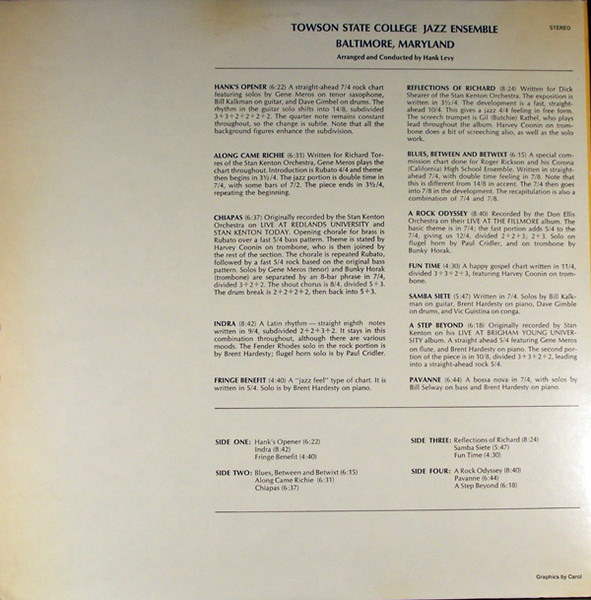 TOWSON STATE COLLEGE JAZZ ENSEMBLE
BALTIMORE, MARYLAND
Arranged and Conducted by Hank Levy
STEREO
HANK'S OPENER (6:22) A straight-ahead 7/4 rock chart
featuring solos by Gene Meros on tenor saxophone,
Bill Kalkman on guitar, and Dave Gimbel on drums. The
rhythm in the guitar solo shifts into 14/8, subdivided
3+3+2+2+2+2. The quarter note remains constant
throughout, so the change is subtle. Note that all the
background figures enhance the subdivision.
ALONG CAME RICHIE (6:31) Written for Richard Tor-
res of the Stan Kenton Orchestra, Gene Meros plays the
chart throughout. Introduction is Rubato 4/4 and theme
then begins in 3½/4. The jazz portion is double time in
7/4, with some bars of 7/2. The piece ends in 3½/4,
repeating the beginning.
CHIAPAS (6:37) Originally recorded by the Stan Kenton
Orchestra on LIVE AT REDLANDS UNIVERSITY and
STAN KENTON TODAY. Opening chorale for brass is
Rubato over a fast 5/4 bass pattern. Theme is stated by
Harvey Coonin on trombone, who is then joined by
the rest of the section. The chorale is repeated Rubato,
followed by a fast 5/4 rock based on the original bass
pattern. Solos by Gene Meros (tenor) and Bunky Horak
(trombone) are separated by an 8-bar phrase in 7/4,
divided 3+2+2. The shout chorus is 8/4, divided 5+3.
The drum break is 2+2+2+2, then back into 5+3.
INDRA (8:42) A Latin rhythm — straight eighth notes
written in 9/4, subdivided 2+2+3+2. It stays in this
combination throughout, although there are various
moods. The Fender Rhodes solo in the rock portion is
by Brent Hardesty; flugel horn solo is by Paul Cridler.
FRINGE BENEFIT (4:40) A "jazz feel" type of chart. It is
written in 5/4. Solo is by Brent Hardesty on piano.
REFLECTIONS OF RICHARD (8:24) Written for Dick
Shearer of the Stan Kenton Orchestra. The exposition is
written in 3½/4. The development is a fast, straight-
ahead 10/4. This gives a jazz 4/4 feeling in free form.
The screech trumpet is Gil (Butchie) Rathel, who plays
lead throughout the album. Harvey Coonin on trom-
bone does a bit of screeching also, as well as the solo
work.
BLUES, BETWEEN AND BETWIXT (6:15) A special com-
mission chart done for Roger Rickson and his Corona
(California) High School Ensemble. Written in straight-
ahead 7/4, with double time feeling in 7/8. Note that
this is different from 14/8 in accent. The 7/4 then goes
into 7/8 in the development. The recapitulation is also a
combination of 7/4 and 7/8.
A ROCK ODYSSEY (8:40) Recorded by the Don Ellis
Orchestra on their LIVE AT THE FILLMORE album. The
basic theme is in 7/4; the fast portion adds 5/4 to the
7/4, giving us 12/4, divided 2+2+3; 2+3. Solo on
flugel horn by Paul Cridler, and on trombone by
Bunky Horak.
FUN TIME (4:30) A happy gospel chart written in 11/4,
divided 3+3+2+3, featuring Harvey Coonin on trom-
bone.
SAMBA SIETE (5:47) Written in 7/4. Solos by Bill Kalk-
man on guitar, Brent Hardesty on piano, Dave Gimble
on drums, and Vic Guistina on conga.
A STEP BEYOND (6:18) Originally recorded by Stan
Kenton on his LIVE AT BRIGHAM YOUNG UNIVER-
SITY album. A straight ahead 5/4 featuring Gene Meros
on flute, and Brent Hardesty on piano. The second por-
tion of the piece is in 10/8, divided 3+3+2+2, leading
into a straight-ahead rock 5/4.
PAVANNE (6:44) A bossa nova in 7/4, with solos by
Bill Selway on bass and Brent Hardesty on piano.
SIDE ONE: Hank's Opener (6:22)
Indra (8:42)
Fringe Benefit (4:40)
SIDE TWO: Blues, Between and Betwixt (6:15)
Along Came Richie (6:31)
Chiapas (6:37)
SIDE THREE: Reflections of Richard (8:24)
Samba Siete (5:47)
Fun Time (4:30)
SIDE FOUR: A Rock Odyssey (8:40)
Pavanne (6:44)
A Step Beyond (6:18)
Graphics by Carol